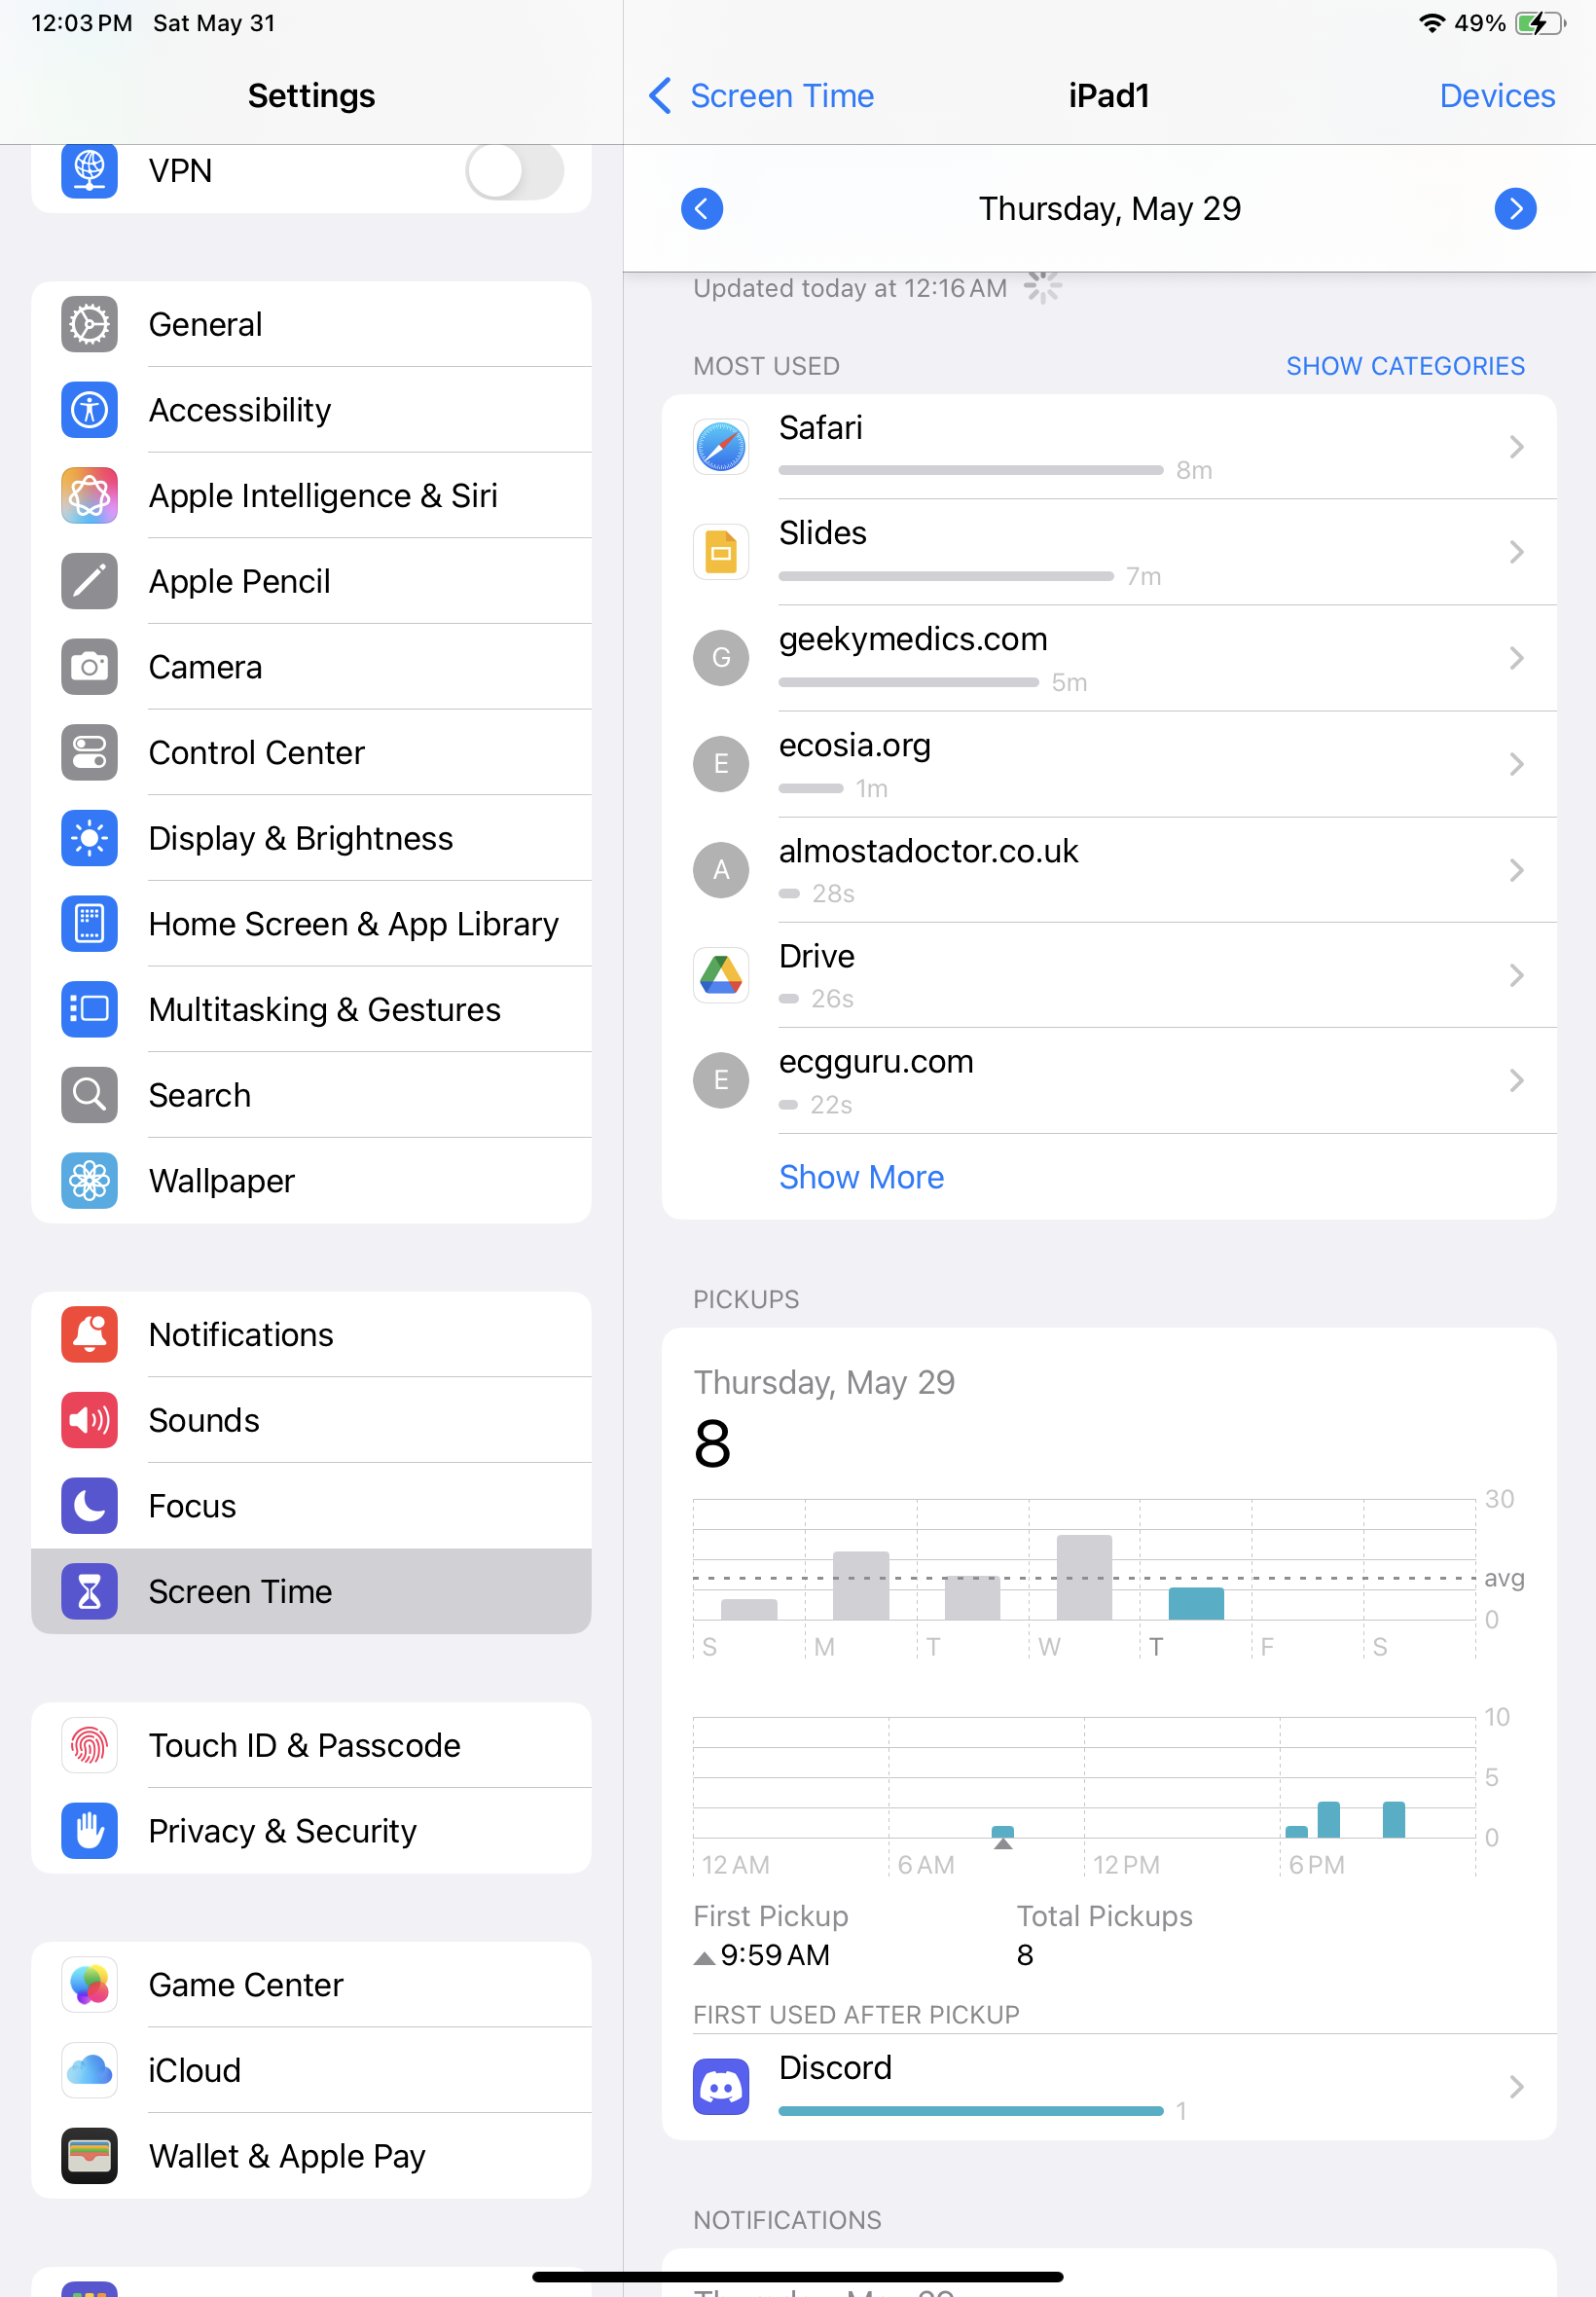 12:03 PM Sat May 31
49%
Settings
VPN
General
Accessibility
Apple Intelligence & Siri
Apple Pencil
Camera
Control Center
Display & Brightness
Home Screen & App Library
Multitasking & Gestures
Search
Wallpaper
Notifications
Sounds
Focus
Screen Time
Touch ID & Passcode
Privacy & Security
Game Center
iCloud
Wallet & Apple Pay
Screen Time
iPad1
Devices
Thursday, May 29
Updated today at 12:16 AM
MOST USED
SHOW CATEGORIES
Safari
8m
Slides
7m
G
geekymedics.com
5m
E
ecosia.org
1m
A
almostadoctor.co.uk
28s
Drive
26s
E
ecgguru.com
22s
Show More
PICKUPS
Thursday, May 29
8
30
avg
0
S M T W T F S
10
5
0
12 AM 6 AM 12 PM 6 PM
First Pickup Total Pickups
9:59 AM 8
FIRST USED AFTER PICKUP
Discord
1
NOTIFICATIONS
Thursday, May 29